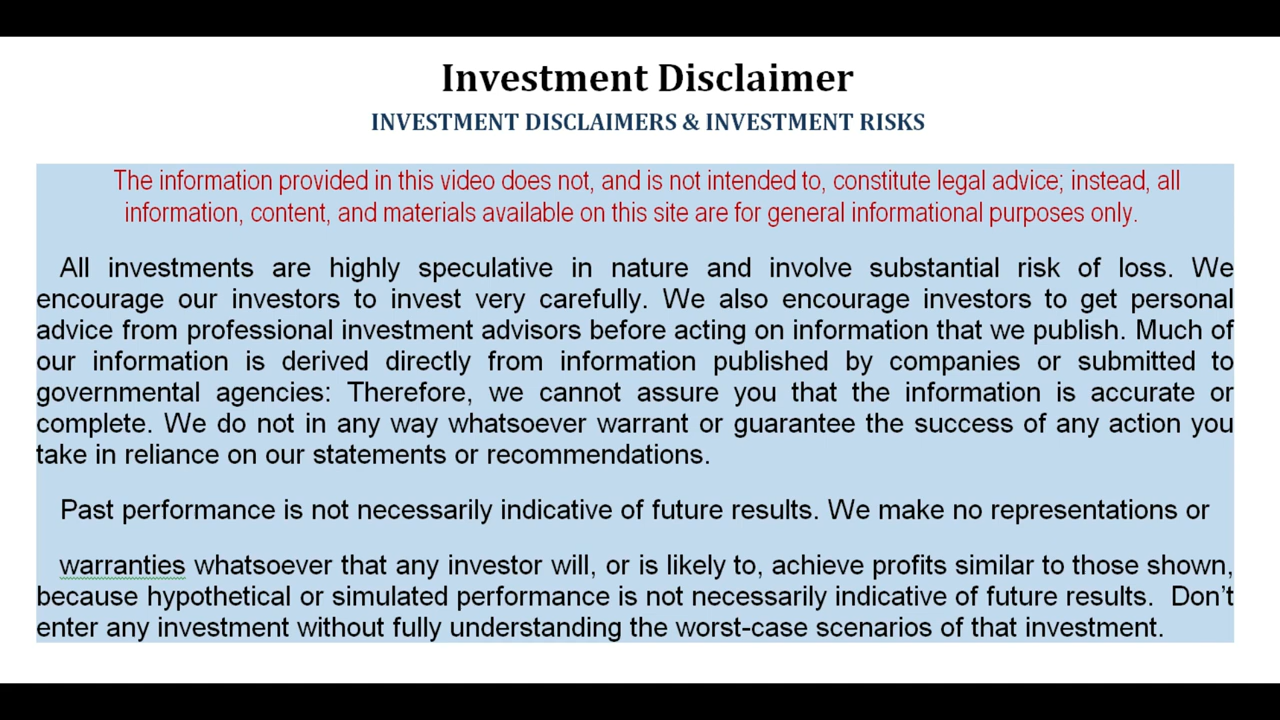 Investment Disclaimer
INVESTMENT DISCLAIMERS & INVESTMENT RISKS
The information provided in this video does not, and is not intended to, constitute legal advice; instead, all
information, content, and materials available on this site are for general informational purposes only.
All investments are highly speculative in nature and involve substantial risk of loss. We
encourage our investors to invest very carefully. We also encourage investors to get personal
advice from professional investment advisors before acting on information that we publish. Much of
our information is derived directly from information published by companies or submitted to
governmental agencies: Therefore, we cannot assure you that the information is accurate or
complete. We do not in any way whatsoever warrant or guarantee the success of any action you
take in reliance on our statements or recommendations.
Past performance is not necessarily indicative of future results. We make no representations or
warranties whatsoever that any investor will, or is likely to, achieve profits similar to those shown,
because hypothetical or simulated performance is not necessarily indicative of future results.  Don’t
enter any investment without fully understanding the worst-case scenarios of that investment.